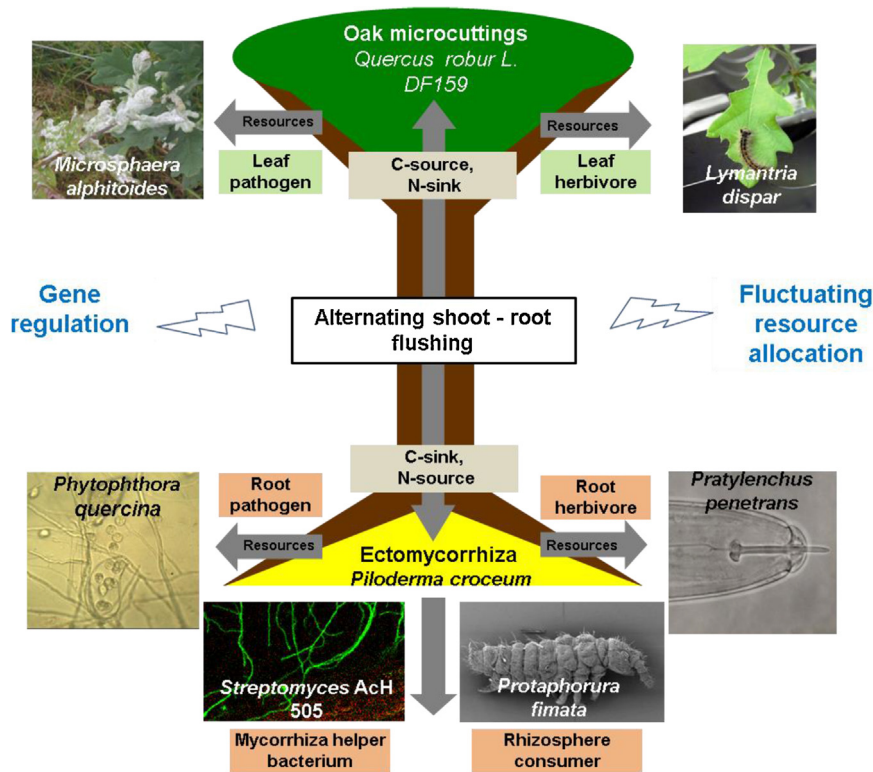 Oak microcuttings
Quercus robur L.
DF159
Microsphaera
alphitoides
Resources
Leaf
pathogen
C-source,
N-sink
Resources
Leaf
herbivore
Lymantria
dispar
Gene
regulation
Alternating shoot - root
flushing
Fluctuating
resource
allocation
Phytophthora
quercina
Root
pathogen
Resources
C-sink,
N-source
Root
herbivore
Resources
Pratylenchus
penetrans
Ectomycorrhiza
Piloderma croceum
Streptomyces AcH
505
Mycorrhiza helper
bacterium
Protaphorura
fimata
Rhizosphere
consumer